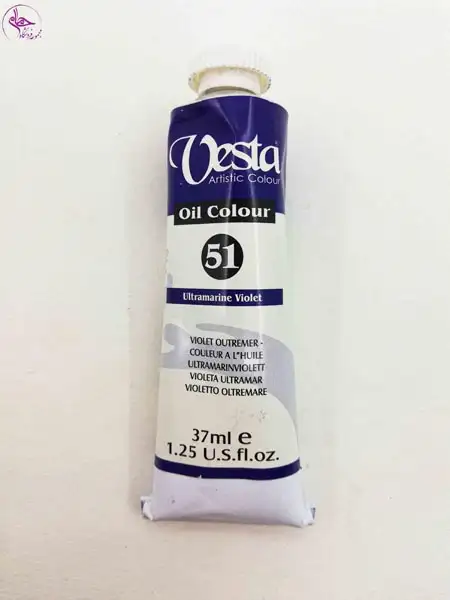 Vesta
Artistic Colour
Oil Colour
51
Ultramarine Violet
VIOLET OUTREMER -
COULEUR A L"HUILE
ULTRAMARINVIOLETT
VIOLETA ULTRAMAR
VIOLETTO OLTREMARE
37ml e
1.25 U.S.fl.oz.